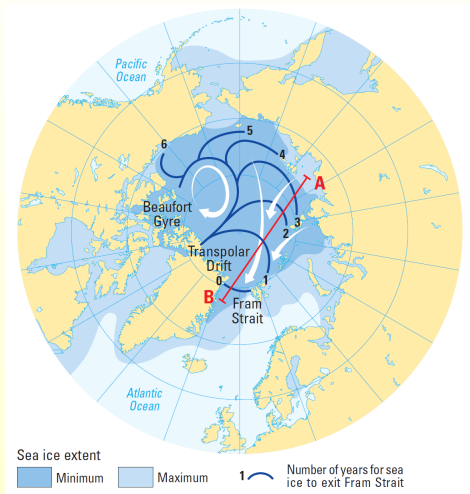 Pacific
Ocean
5
6
4
A
Beaufort
Gyre
3
2
Transpolar
Drift
0
1
B
Fram
Strait
Atlantic
Ocean
Sea ice extent
Minimum
Maximum
1
Number of years for sea
ice to exit Fram Strait